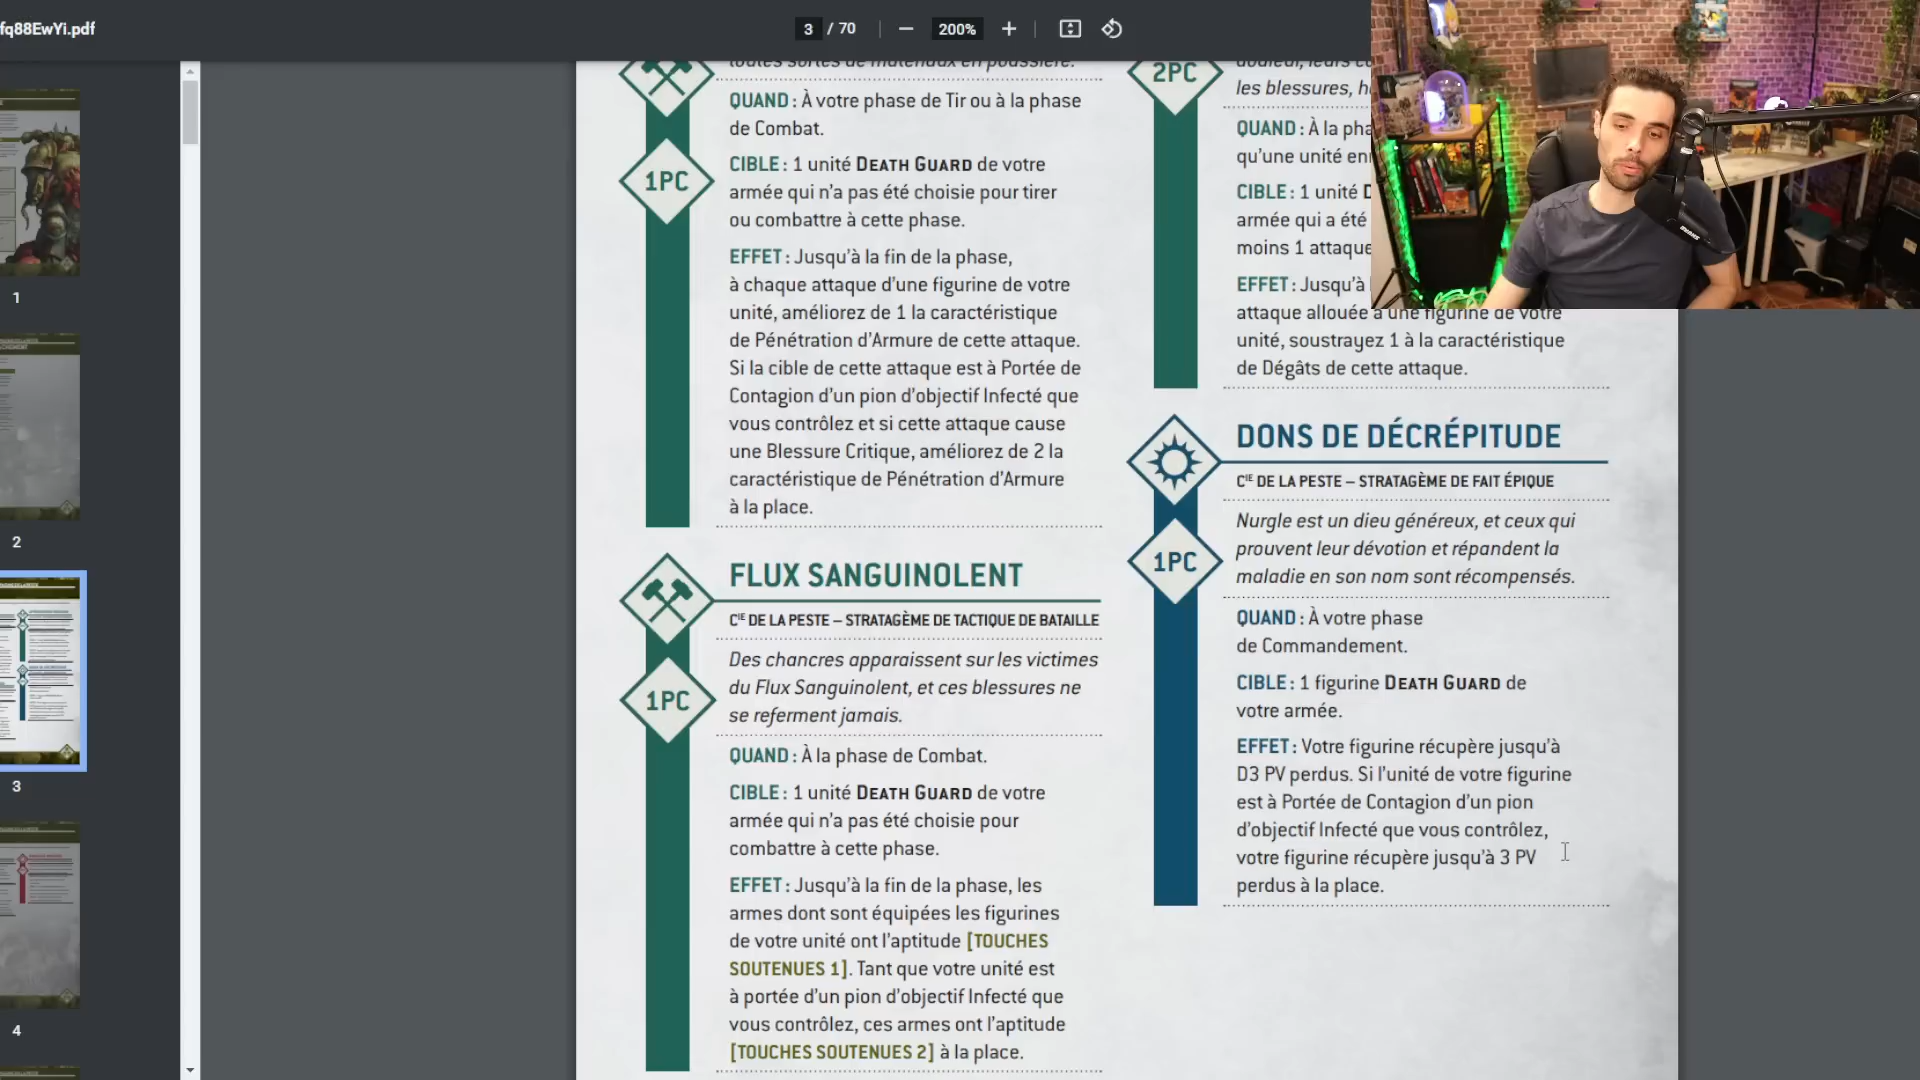 fq88EwYi.pdf
3 / 70
200%
1
2
3
4
toutes sortes de matériaux en poussière.
QUAND : À votre phase de Tir ou à la phase
de Combat.
1PC
CIBLE : 1 unité DEATH GUARD de votre
armée qui n'a pas été choisie pour tirer
ou combattre à cette phase.
EFFET : Jusqu'à la fin de la phase,
à chaque attaque d'une figurine de votre
unité, améliorez de 1 la caractéristique
de Pénétration d'Armure de cette attaque.
Si la cible de cette attaque est à Portée de
Contagion d'un pion d'objectif Infecté que
vous contrôlez et si cette attaque cause
une Blessure Critique, améliorez de 2 la
caractéristique de Pénétration d'Armure
à la place.
FLUX SANGUINOLENT
CIE DE LA PESTE – STRATAGÈME DE TACTIQUE DE BATAILLE
1PC
Des chancres apparaissent sur les victimes
du Flux Sanguinolent, et ces blessures ne
se referment jamais.
QUAND : À la phase de Combat.
CIBLE : 1 unité DEATH GUARD de votre
armée qui n'a pas été choisie pour
combattre à cette phase.
EFFET : Jusqu'à la fin de la phase, les
armes dont sont équipées les figurines
de votre unité ont l'aptitude [TOUCHES
SOUTENUES 1]. Tant que votre unité est
à portée d'un pion d'objectif Infecté que
vous contrôlez, ces armes ont l'aptitude
[TOUCHES SOUTENUES 2] à la place.
2PC
douleur, leurs
les blessures,
QUAND : À la
qu'une unité
CIBLE : 1 unité
armée qui a été
moins 1 attaque
EFFET : Jusqu'à
attaque allouée à une figurine de votre
unité, soustrayez 1 à la caractéristique
de Dégâts de cette attaque.
DONS DE DÉCRÉPITUDE
CIE DE LA PESTE – STRATAGÈME DE FAIT ÉPIQUE
1PC
Nurgle est un dieu généreux, et ceux qui
prouvent leur dévotion et répandent la
maladie en son nom sont récompensés.
QUAND : À votre phase
de Commandement.
CIBLE : 1 figurine DEATH GUARD de
votre armée.
EFFET : Votre figurine récupère jusqu'à
D3 PV perdus. Si l'unité de votre figurine
est à Portée de Contagion d'un pion
d'objectif Infecté que vous contrôlez,
votre figurine récupère jusqu'à 3 PV
perdus à la place.